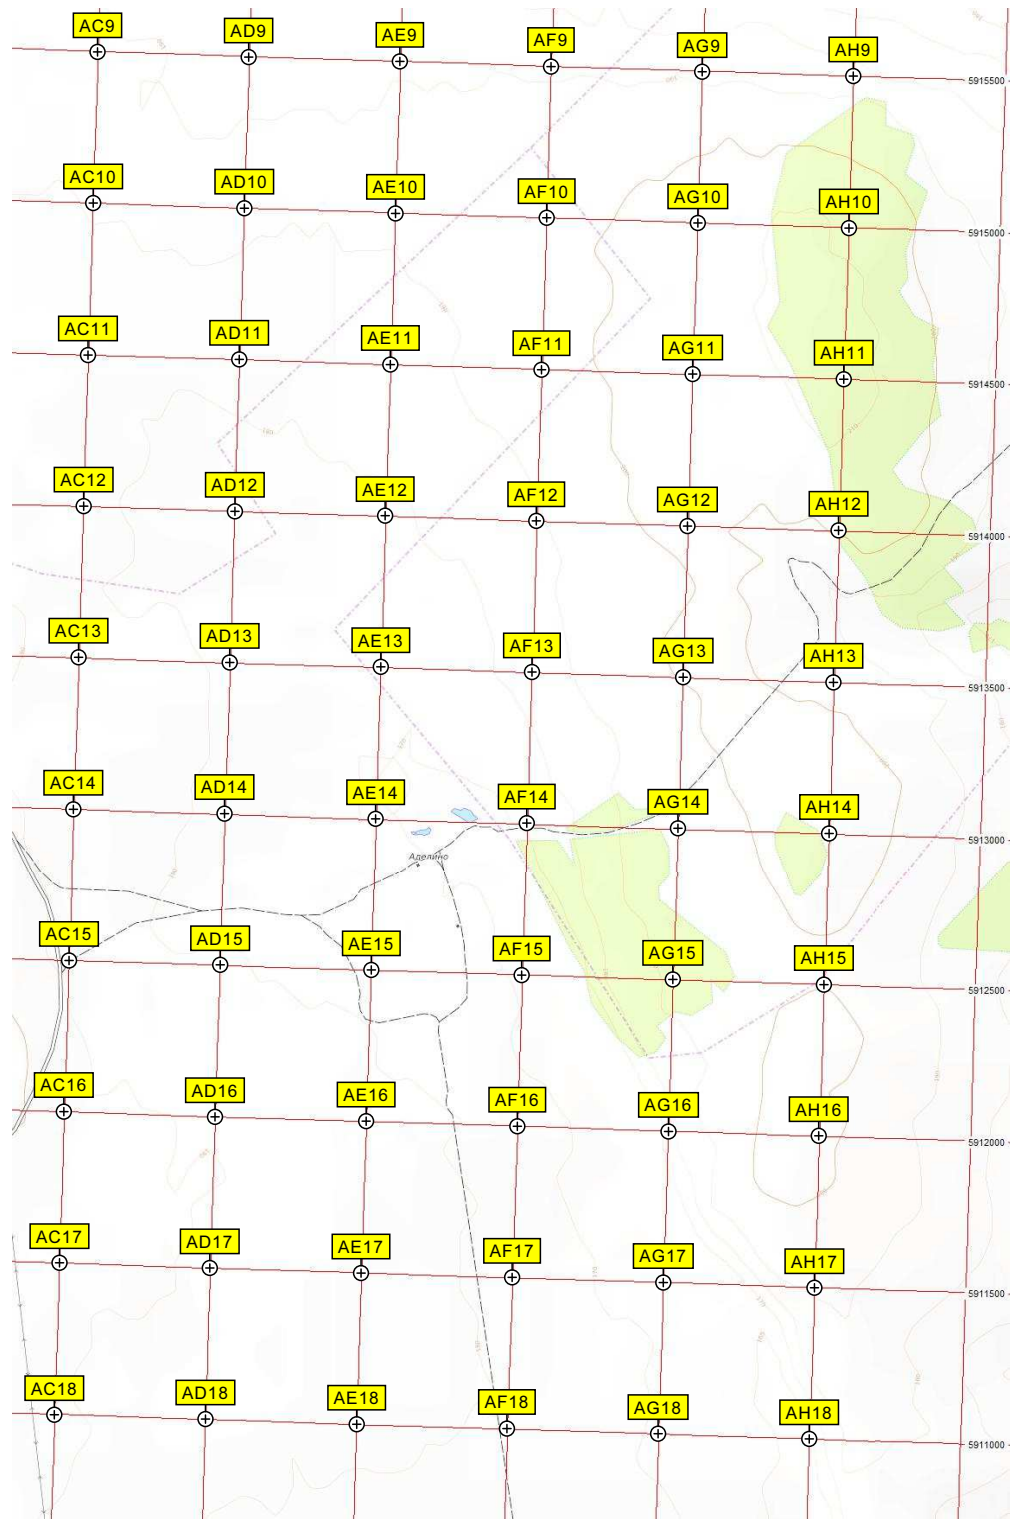 AC9 AD9 AE9 AF9 AG9 AH9
5915500
AC10 AD10 AE10 AF10 AG10 AH10
5915000
AC11 AD11 AE11 AF11 AG11 AH11
5914500
AC12 AD12 AE12 AF12 AG12 AH12
5914000
AC13 AD13 AE13 AF13 AG13 AH13
5913500
AC14 AD14 AE14 AF14 AG14 AH14
5913000
Аделино
AC15 AD15 AE15 AF15 AG15 AH15
5912500
AC16 AD16 AE16 AF16 AG16 AH16
5912000
AC17 AD17 AE17 AF17 AG17 AH17
5911500
AC18 AD18 AE18 AF18 AG18 AH18
5911000